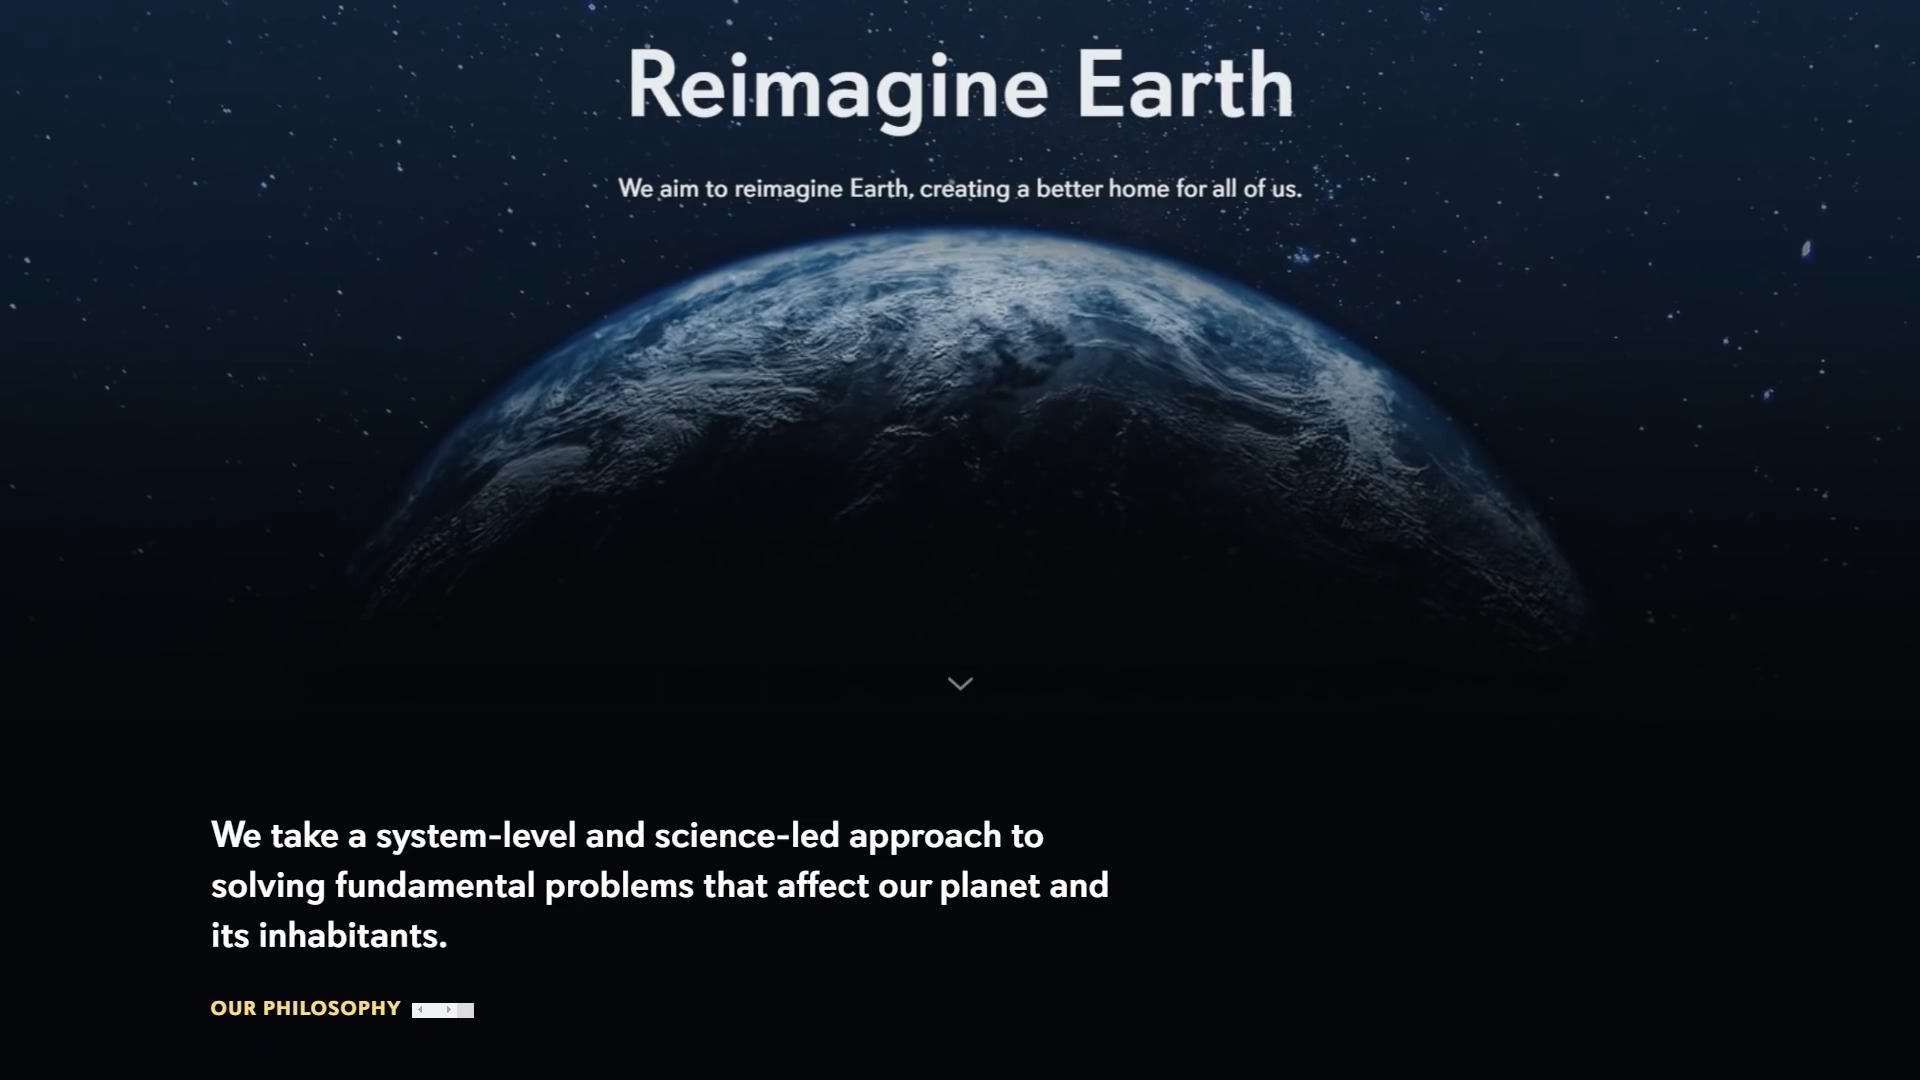 Reimagine Earth
We aim to reimagine Earth, creating a better home for all of us.
We take a system-level and science-led approach to
solving fundamental problems that affect our planet and
its inhabitants.
OUR PHILOSOPHY